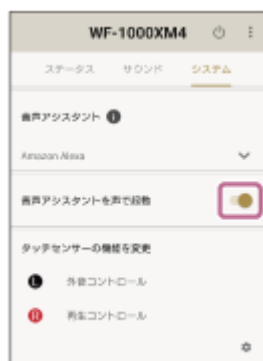 WF-1000XM4
ステータス サウンド システム
音声アシスタント
Amazon Alexa
音声アシスタントを声で起動
タッチセンサーの機能を変更
L 外音コントロール
R 再生コントロール